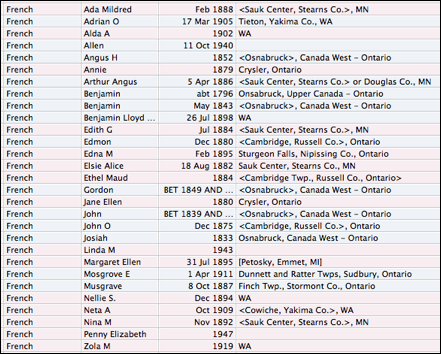 French Ada Mildred Feb 1888 <Sauk Center, Stearns Co.>, MN
French Adrian O 17 Mar 1905 Tieton, Yakima Co., WA
French Alda A 1902 WA
French Allen 11 Oct 1940
French Angus H 1852 <Osnabruck>, Canada West - Ontario
French Annie 1879 Crysler, Ontario
French Arthur Angus 5 Apr 1886 <Sauk Center, Stearns Co.> or Douglas Co., MN
French Benjamin abt 1796 Onsabruck, Upper Canada - Ontario
French Benjamin May 1843 <Osnabruck>, Canada West - Ontario
French Benjamin Lloyd ... 26 Jul 1898 WA
French Edith G Jul 1884 <Sauk Center, Stearns Co.>, MN
French Edmon Dec 1880 <Cambridge, Russell Co.>, Ontario
French Edna M Feb 1895 Sturgeon Falls, Nipissing Co., Ontario
French Elsie Alice 18 Aug 1882 Sauk Center, Stearns Co., MN
French Ethel Maud 1884 <Cambridge Twp., Russell Co., Ontario>
French Gordon BET 1849 AND ... <Osnabruck>, Canada West - Ontario
French Jane Ellen 1880 Crysler, Ontario
French John BET 1839 AND ... <Osnabruck>, Canada West - Ontario
French John O Dec 1875 <Cambridge, Russell Co.>, Ontario
French Josiah 1833 Osnabruck, Canada West - Ontario
French Linda M 1943
French Margaret Ellen 31 Jul 1895 [Petosky, Emmet, MI]
French Mosgrove E 1 Apr 1911 Dunnett and Ratter Twps, Sudbury, Ontario
French Musgrave 8 Oct 1887 Finch Twp., Stormont Co., Ontario
French Nellie S. Dec 1894 WA
French Neta A Oct 1909 <Cowiche, Yakima Co.>, WA
French Nina M Nov 1892 <Sauk Center, Stearns Co.>, MN
French Penny Elizabeth 1947
French Zola M 1919 WA